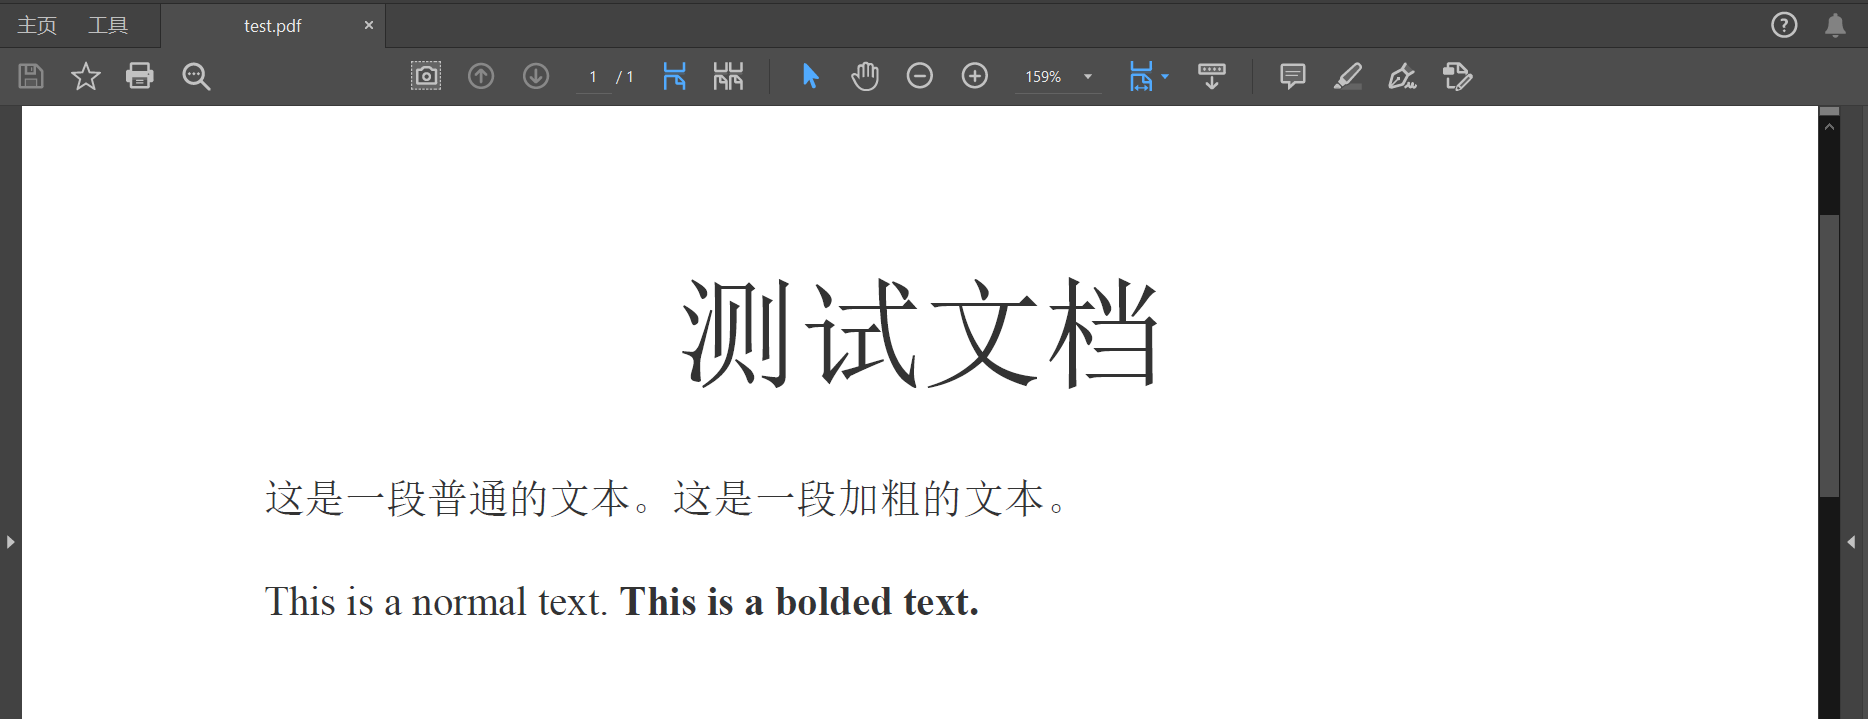 主页 工具 test.pdf ×
1 / 1 159%
测试文档
这是一段普通的文本。这是一段加粗的文本。
This is a normal text. This is a bolded text.